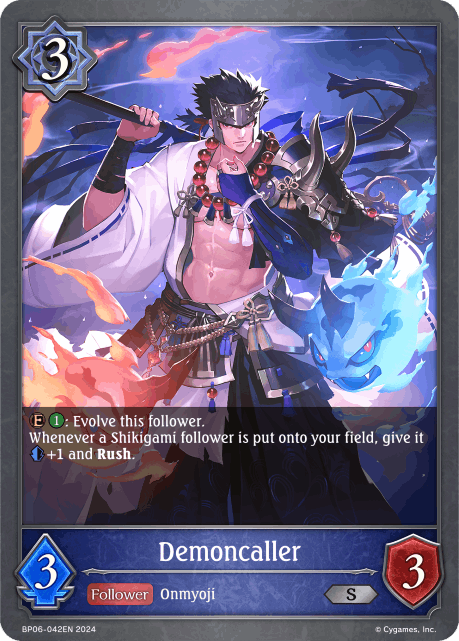 3
E 1: Evolve this follower.
Whenever a Shikigami follower is put onto your field, give it
+1 and Rush.
Demoncaller
3
Follower Onmyoji
S
3
BP06-042EN 2024
© Cygames, Inc.